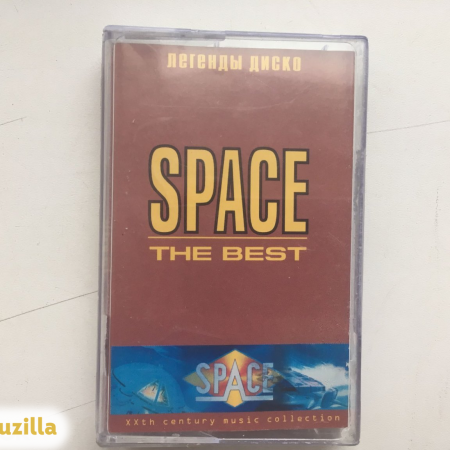 легенды диско
SPACE
THE BEST
SPACE
XXth century music collection
uzilla